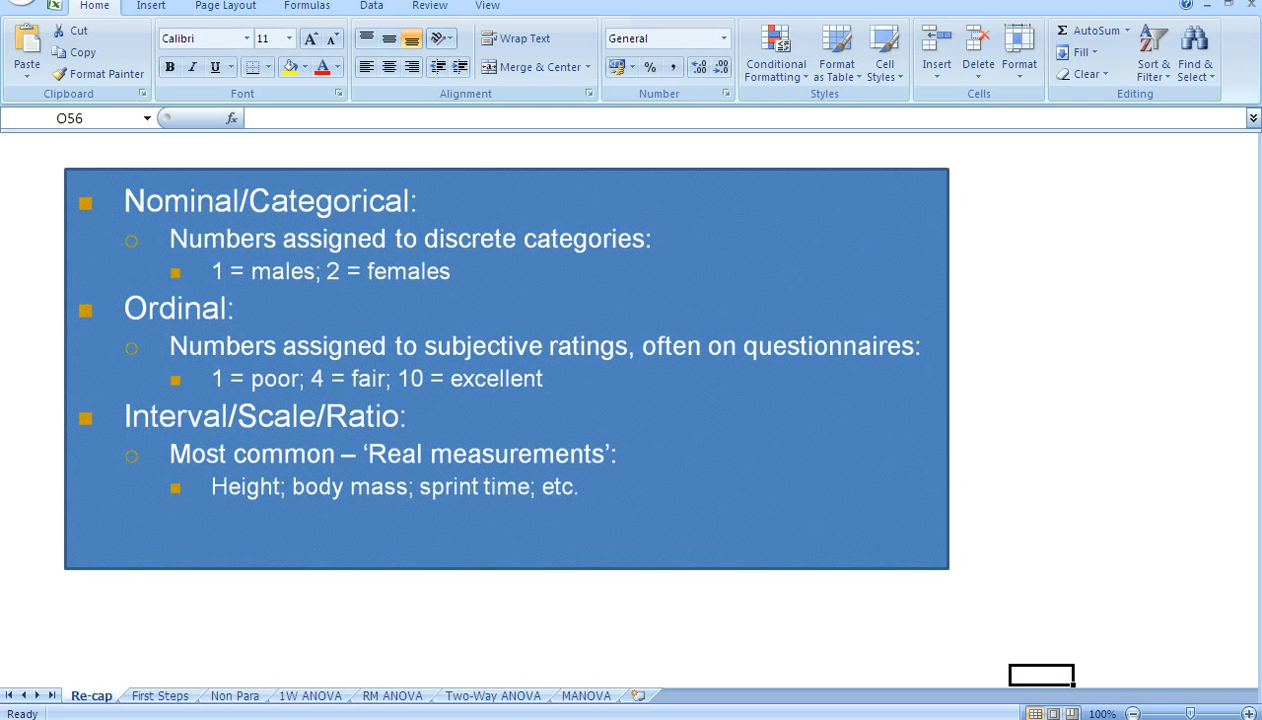 Home Insert Page Layout Formulas Data Review View
Paste
Cut
Copy
Format Painter
Clipboard
Calibri 11
B I U
Font
Wrap Text
Merge & Center
Alignment
General
%
Number
Conditional Formatting
Format as Table
Cell Styles
Styles
Insert
Delete
Format
Cells
Σ AutoSum
Fill
Clear
Sort & Filter
Find & Select
Editing
O56 fx
Nominal/Categorical:
Numbers assigned to discrete categories:
1 = males; 2 = females
Ordinal:
Numbers assigned to subjective ratings, often on questionnaires:
1 = poor; 4 = fair; 10 = excellent
Interval/Scale/Ratio:
Most common – ‘Real measurements’:
Height; body mass; sprint time; etc.
Re-cap First Steps Non Para 1W ANOVA RM ANOVA Two-Way ANOVA MANOVA
Ready 100%